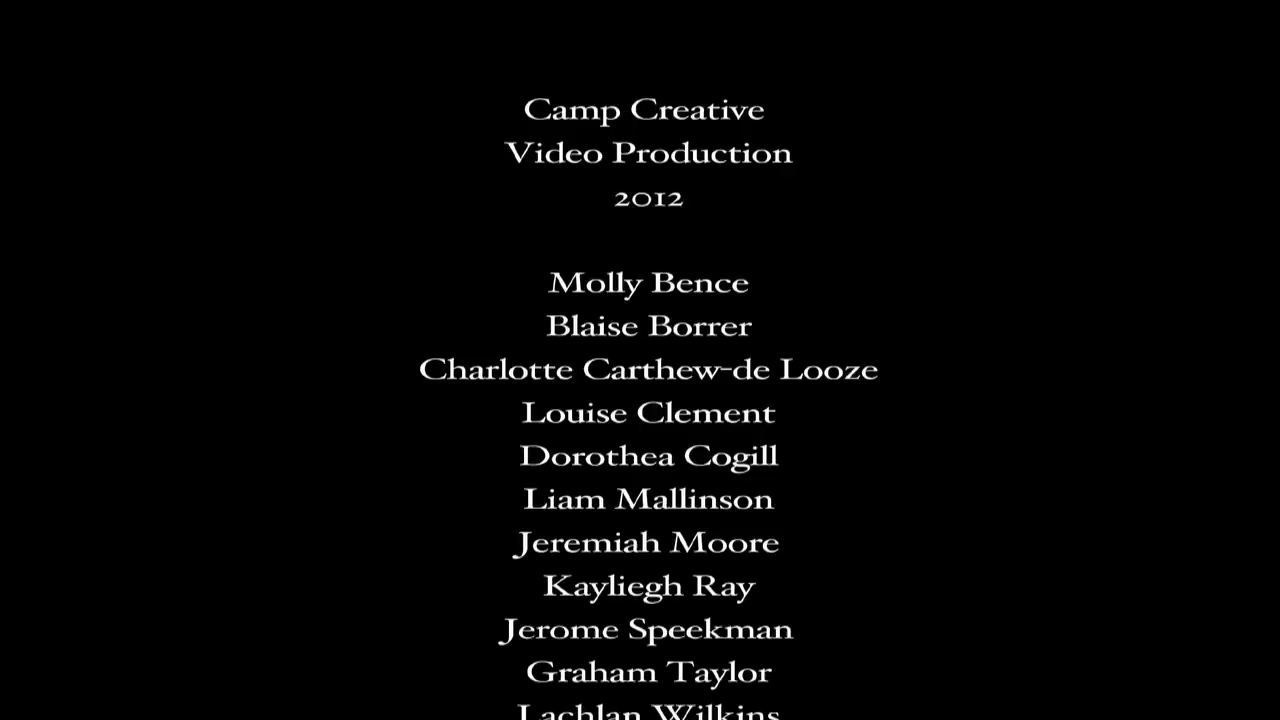 Camp Creative
Video Production
2012
Molly Bence
Blaise Borrer
Charlotte Carthew-de Looze
Louise Clement
Dorothea Cogill
Liam Mallinson
Jeremiah Moore
Kayliegh Ray
Jerome Speekman
Graham Taylor
Lachlan Wilkins